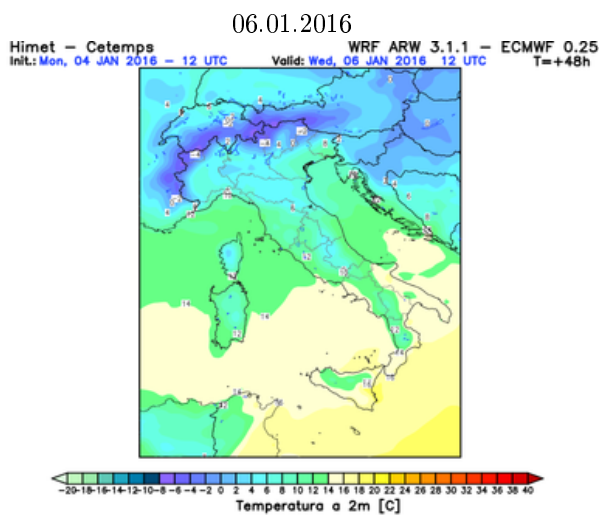 06.01.2016
Himet – Cetemps WRF ARW 3.1.1 – ECMWF 0.25
Init.: Mon, 04 JAN 2016 – 12 UTC Valid: Wed, 06 JAN 2016 12 UTC T=+48h
-20 -18 -16 -14 -12 -10 -8 -6 -4 -2 0 2 4 6 8 10 12 14 16 18 20 22 24 26 28 30 32 34 36 38 40
Temperatura a 2m [C]